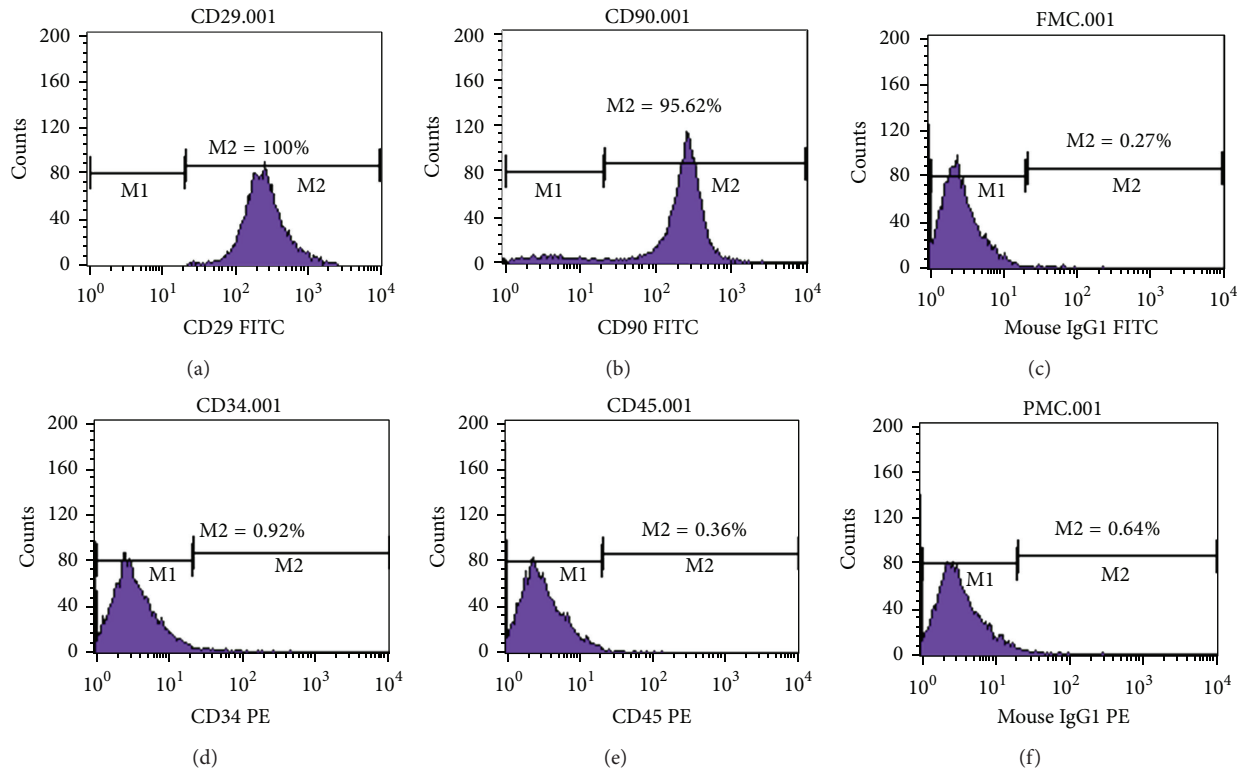 CD29.001
200
160
120
80
40
0
Counts
M2 = 100%
M1
M2
10^0 10^1 10^2 10^3 10^4
CD29 FITC
(a)
CD90.001
200
160
120
80
40
0
Counts
M2 = 95.62%
M1
M2
10^0 10^1 10^2 10^3 10^4
CD90 FITC
(b)
FMC.001
200
160
120
80
40
0
Counts
M2 = 0.27%
M1
M2
10^0 10^1 10^2 10^3 10^4
Mouse IgG1 FITC
(c)
CD34.001
200
160
120
80
40
0
Counts
M2 = 0.92%
M1
M2
10^0 10^1 10^2 10^3 10^4
CD34 PE
(d)
CD45.001
200
160
120
80
40
0
Counts
M2 = 0.36%
M1
M2
10^0 10^1 10^2 10^3 10^4
CD45 PE
(e)
PMC.001
200
160
120
80
40
0
Counts
M2 = 0.64%
M1
M2
10^0 10^1 10^2 10^3 10^4
Mouse IgG1 PE
(f)